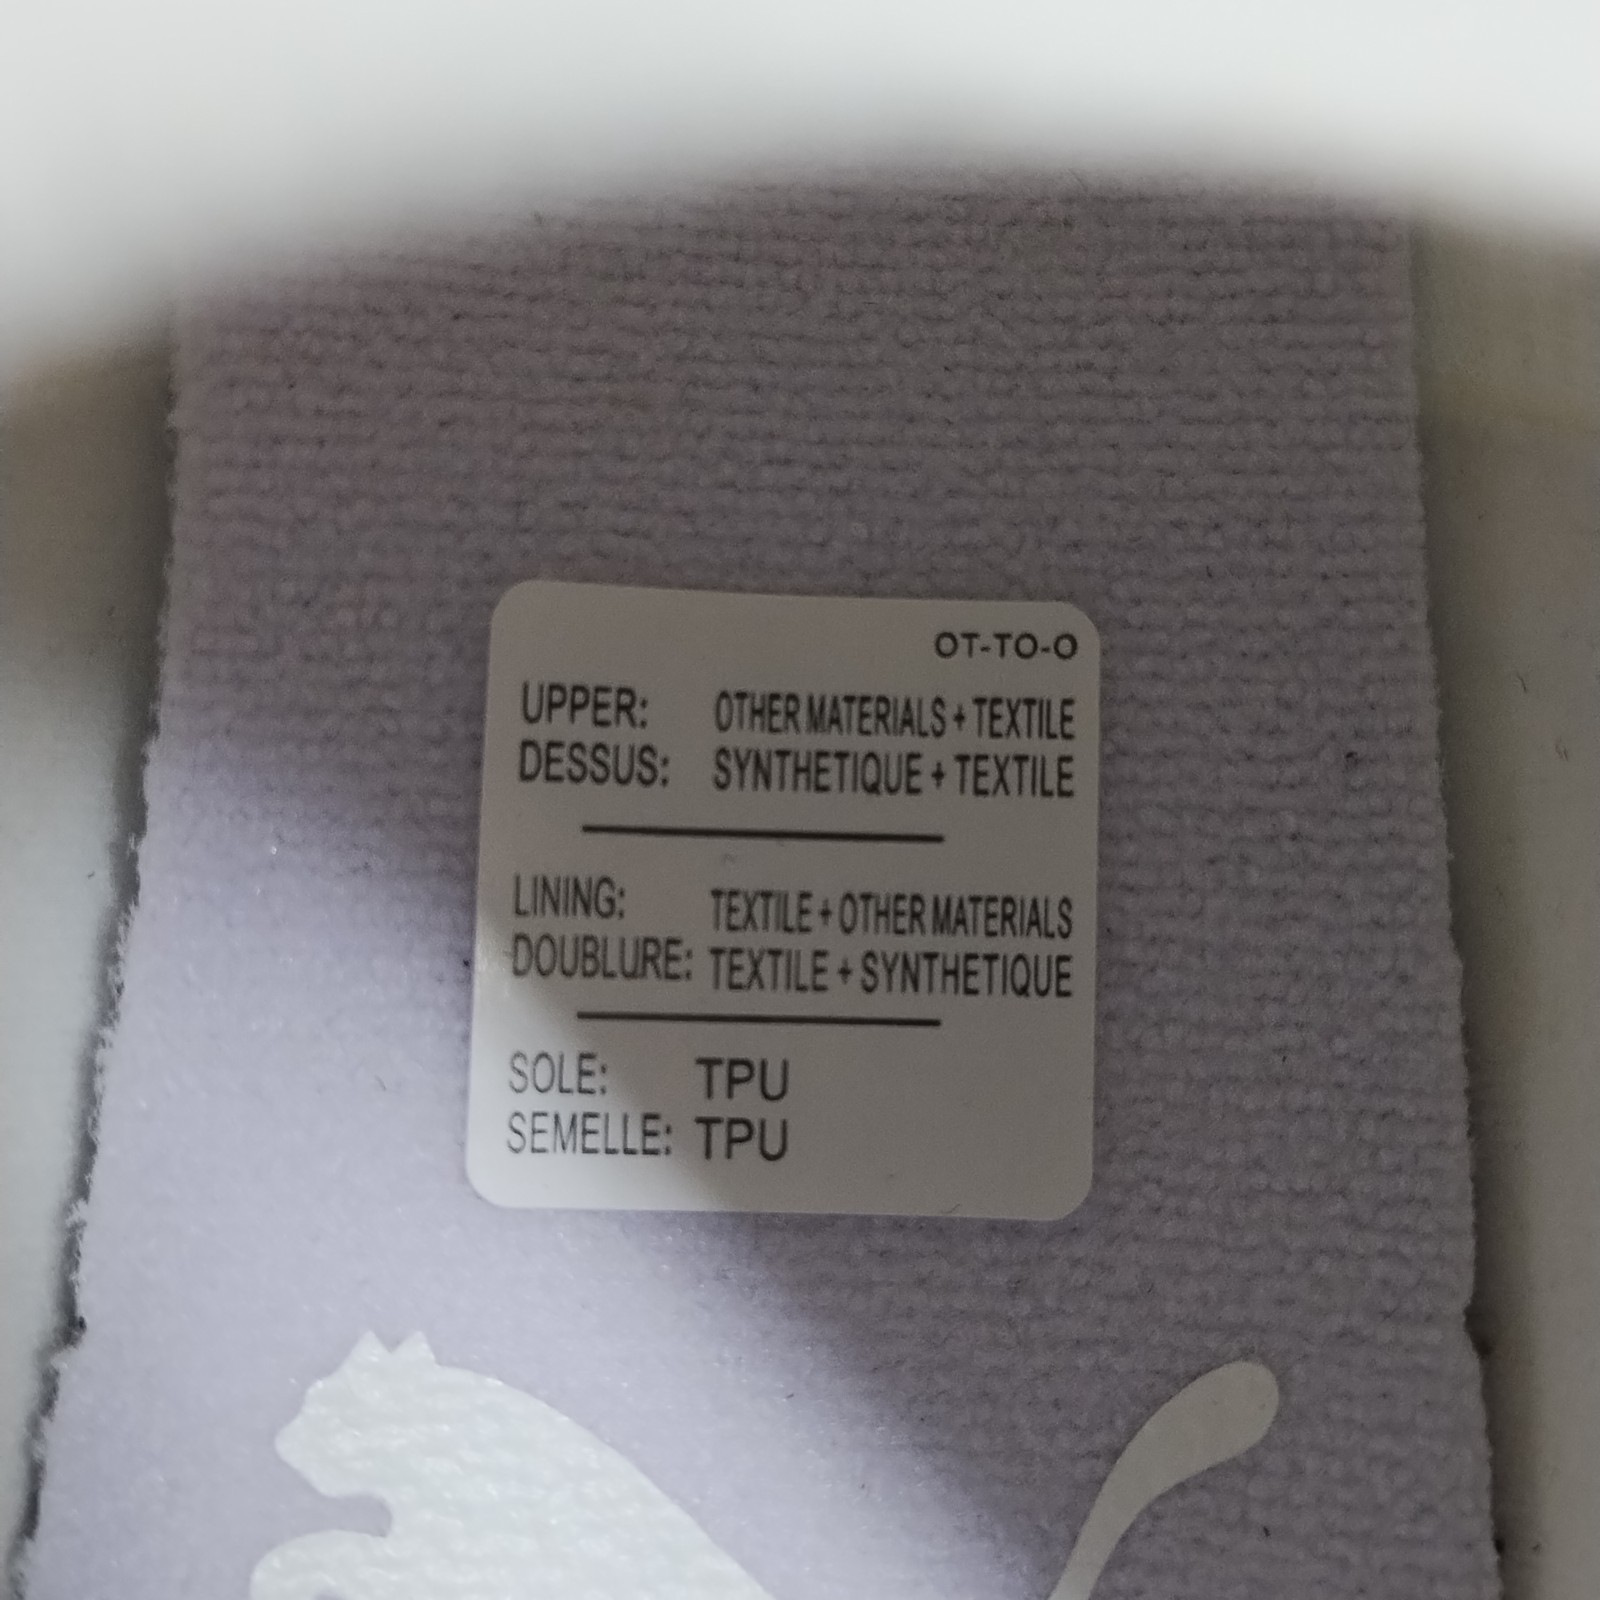 OT-TO-O
UPPER: OTHER MATERIALS + TEXTILE
DESSUS: SYNTHETIQUE + TEXTILE
LINING: TEXTILE + OTHER MATERIALS
DOUBLURE: TEXTILE + SYNTHETIQUE
SOLE: TPU
SEMELLE: TPU